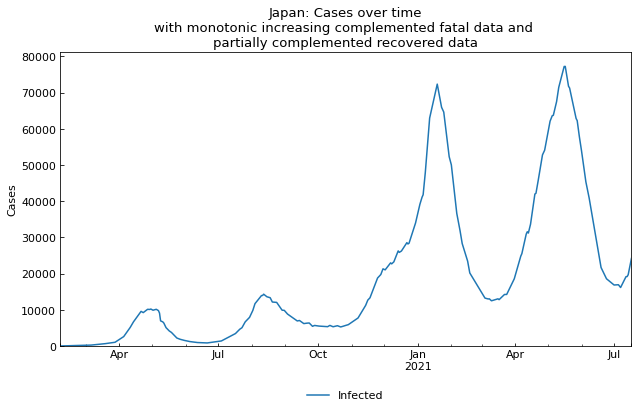 Japan: Cases over time
with monotonic increasing complemented fatal data and
partially complemented recovered data
80000
70000
60000
50000
40000
30000
20000
10000
0
Cases
Apr Jul Oct Jan Apr Jul
2021
Infected